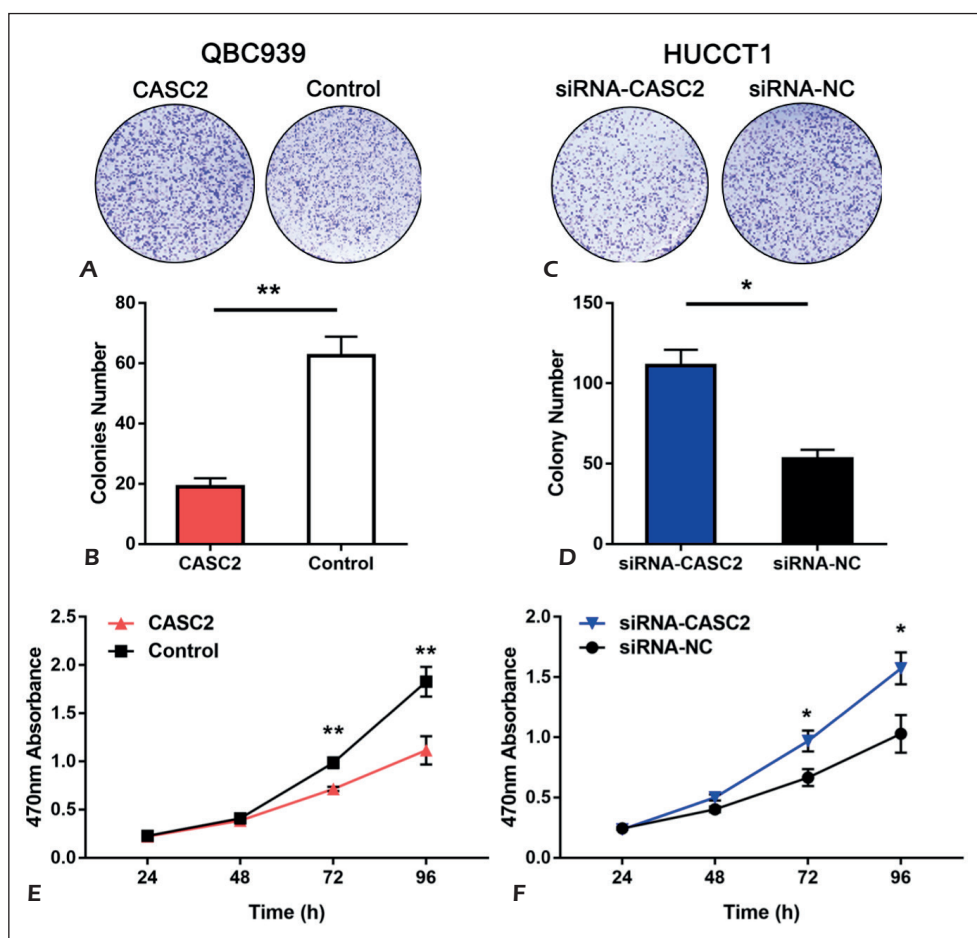 QBC939
CASC2 Control
A
HUCCT1
siRNA-CASC2 siRNA-NC
C
**
80
60
40
20
0
Colonies Number
CASC2 Control
B
*
150
100
50
0
Colony Number
siRNA-CASC2 siRNA-NC
D
2.5
2.0
1.5
1.0
0.5
0.0
470nm Absorbance
CASC2
Control
**
**
24 48 72 96
Time (h)
E
2.0
1.5
1.0
0.5
0.0
470nm Absorbance
siRNA-CASC2
siRNA-NC
*
*
24 48 72 96
Time (h)
F